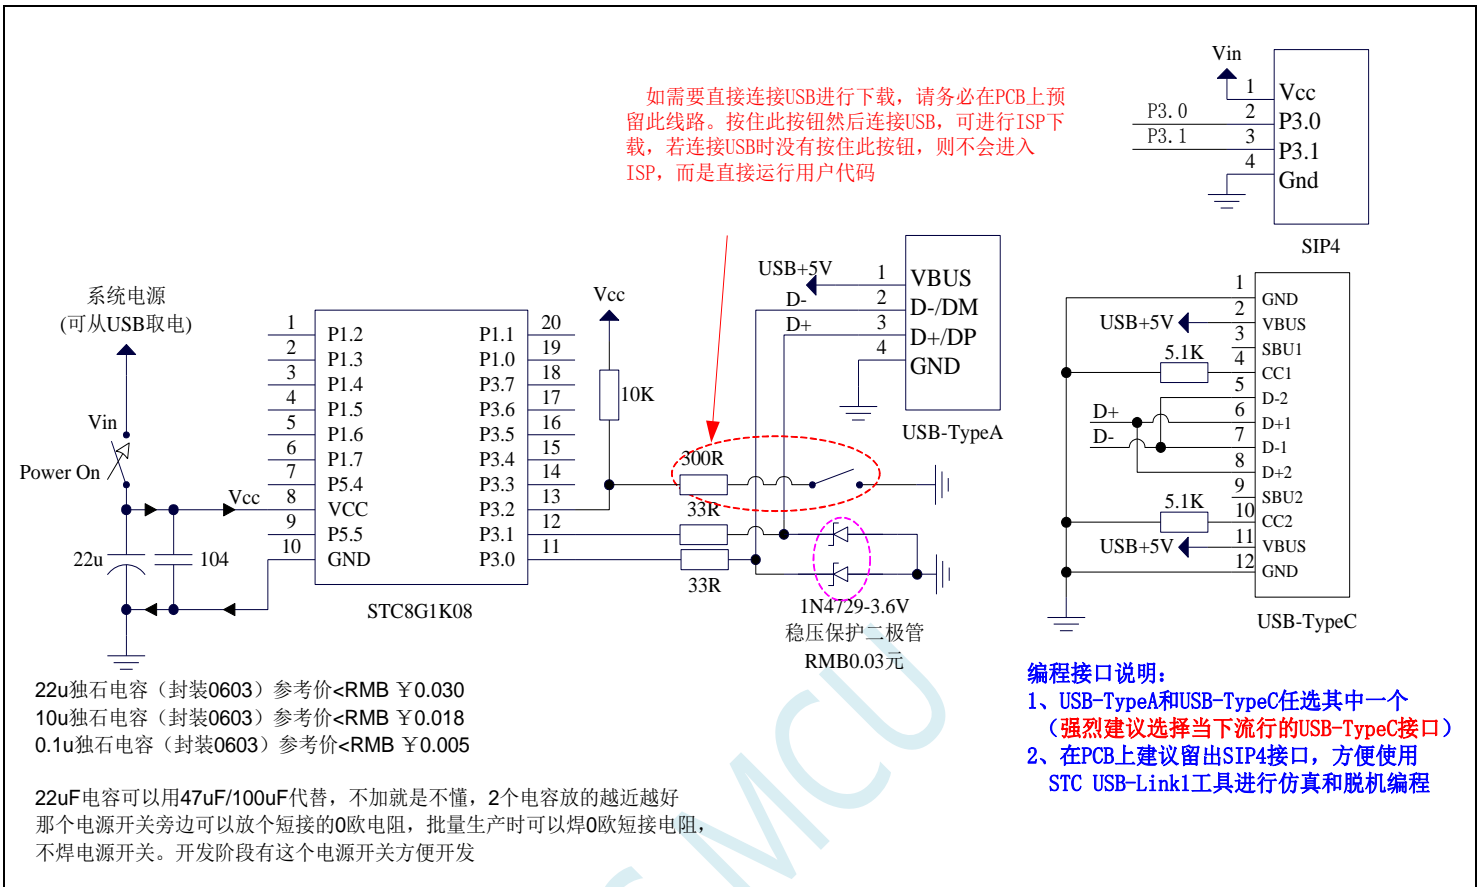 如需要直接连接USB进行下载，请务必在PCB上预
留此线路。按住此按钮然后连接USB，可进行ISP下
载，若连接USB时没有按住此按钮，则不会进入
ISP，而是直接运行用户代码
Vin
1 Vcc
P3.0 2 P3.0
P3.1 3 P3.1
4 Gnd
SIP4
系统电源
(可从USB取电)
Vin
Power On
Vcc
22u
104
1 P1.2 P1.1 20
2 P1.3 P1.0 19
3 P1.4 P3.7 18
4 P1.5 P3.6 17
5 P1.6 P3.5 16
6 P1.7 P3.4 15
7 P5.4 P3.3 14
8 VCC P3.2 13
9 P5.5 P3.1 12
10 GND P3.0 11
STC8G1K08
Vcc
10K
300R
33R
33R
USB+5V 1 VBUS
D- 2 D-/DM
D+ 3 D+/DP
4 GND
USB-TypeA
1N4729-3.6V
稳压保护二极管
RMB0.03元
1 GND
USB+5V 2 VBUS
3 SBU1
5.1K 4 CC1
5 D-2
D+ 6 D+1
D- 7 D-1
8 D+2
9 SBU2
5.1K 10 CC2
USB+5V 11 VBUS
12 GND
USB-TypeC
22u独石电容（封装0603）参考价<RMB ￥0.030
10u独石电容（封装0603）参考价<RMB ￥0.018
0.1u独石电容（封装0603）参考价<RMB ￥0.005
22uF电容可以用47uF/100uF代替，不加就是不懂，2个电容放的越近越好
那个电源开关旁边可以放个短接的0欧电阻，批量生产时可以焊0欧短接电阻，
不焊电源开关。开发阶段有这个电源开关方便开发
编程接口说明：
1、USB-TypeA和USB-TypeC任选其中一个
（强烈建议选择当下流行的USB-TypeC接口）
2、在PCB上建议留出SIP4接口，方便使用
STC USB-Link1工具进行仿真和脱机编程
MCU